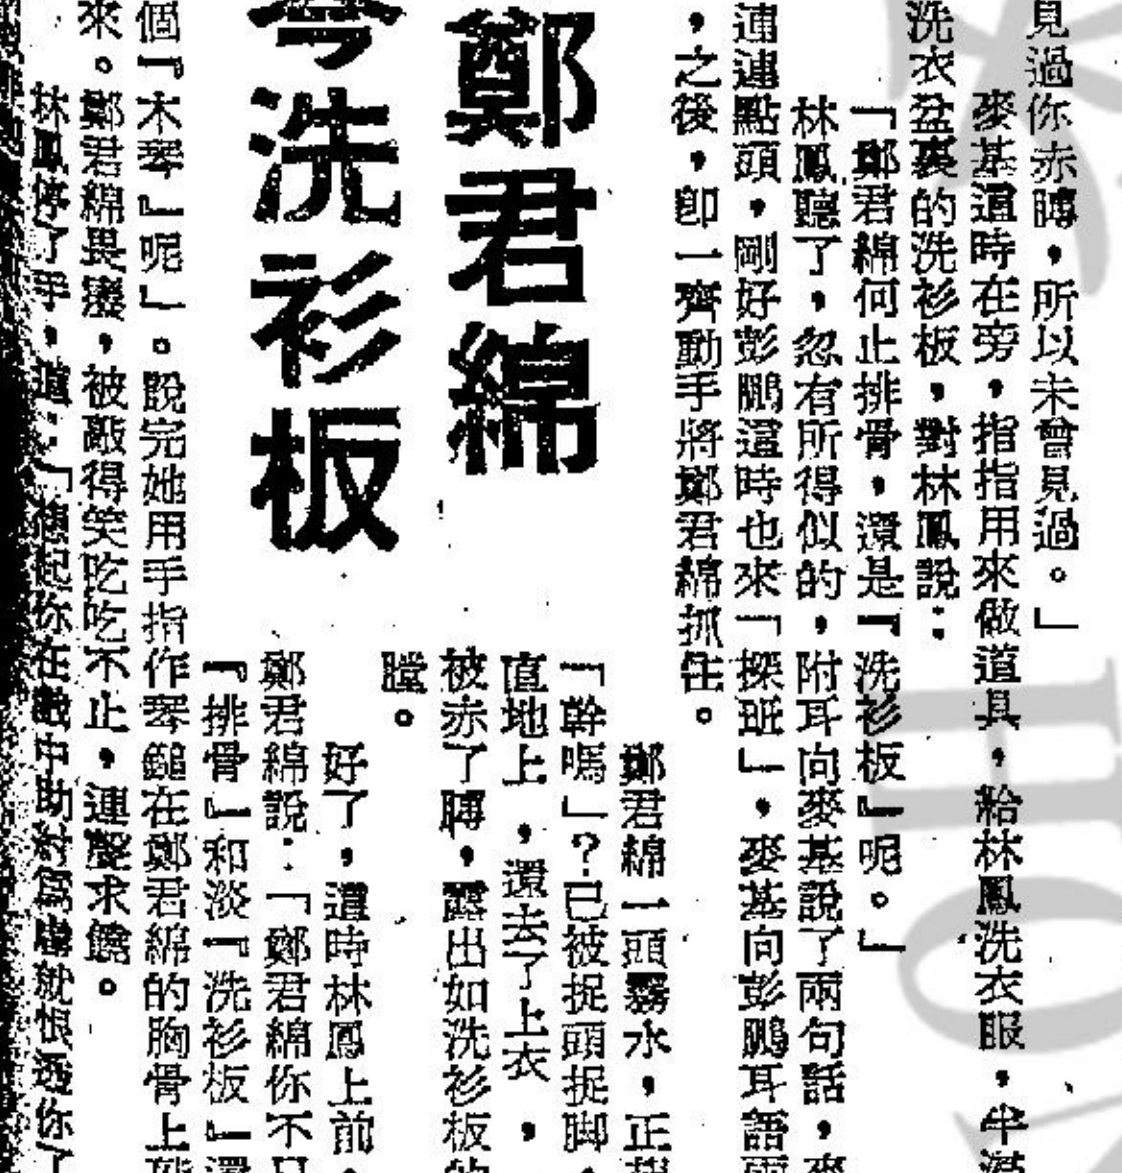 見過你赤膊，所以未曾見過。」
麥基這時在旁，指指用來做道具，給林鳳洗衣服，半濕
洗衣盆裏的洗衫板，對林鳳說：
「鄭君綿何止排骨，還是『洗衫板』呢。」
林鳳聽了，忽有所得似的，附耳向麥基說了兩句話，麥
連連點頭，剛好彭鵬這時也來「探班」，麥基向彭鵬耳語兩
，之後，卽一齊動手將鄭君綿抓住。
鄭君綿
琴洗衫板
鄭君綿一頭霧水，正
「幹嗎」？已被捉頭捉脚，
直地上，還去了上衣，
被赤了膊，露出如洗衫板的
膛。
好了，這時林鳳上前，
鄭君綿說：「鄭君綿你不只
『排骨』和淡『洗衫板』還
個『木琴』呢」。說完她用手指作琴鎚在鄭君綿的胸骨上
來。鄭君綿畏癢，被敲得笑吃吃不止，連聲求饒。
林鳳停了手，道：「想起你在戲中助紂為虐就恨透你了